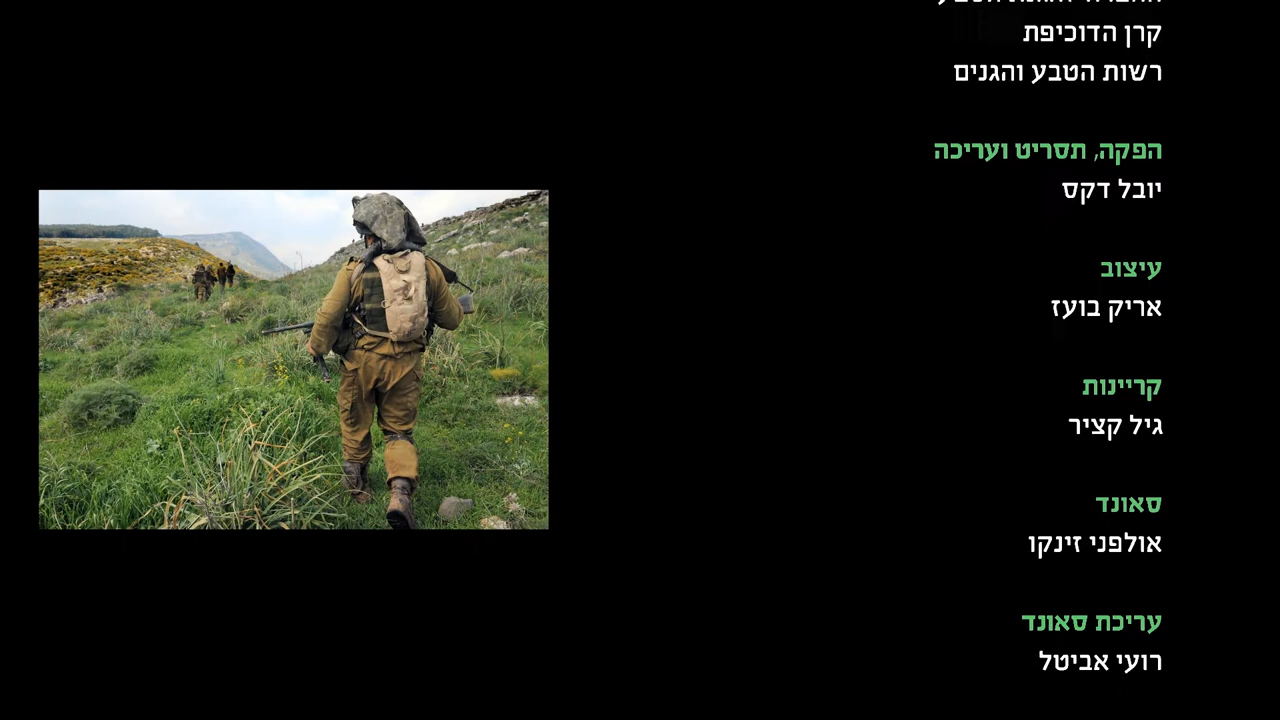 קרן הדוכיפת
רשות הטבע והגנים
הפקה, תסריט ועריכה
יובל דקס
עיצוב
אריק בועז
קריינות
גיל קציר
סאונד
אולפני זינקו
עריכת סאונד
רועי אביטל